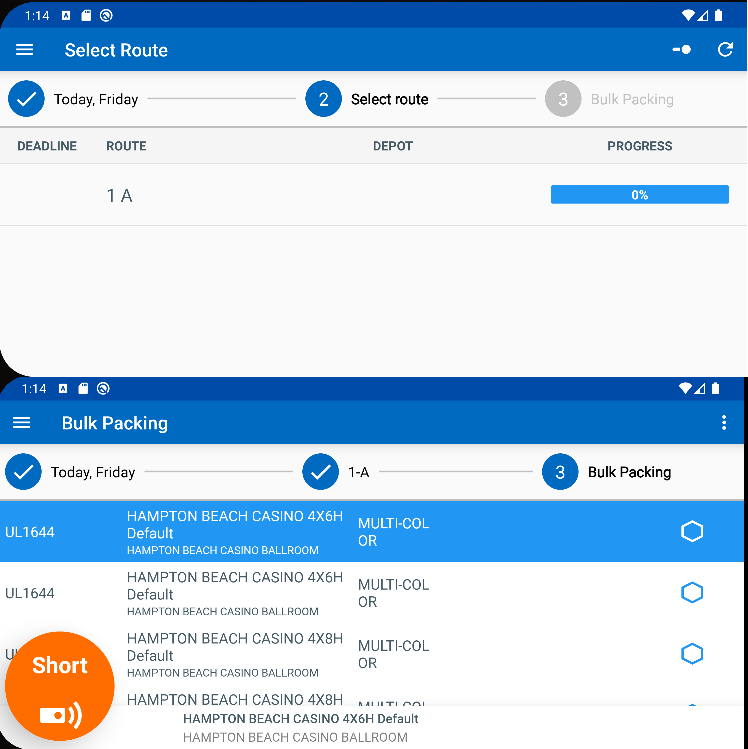 1:14
Select Route
Today, Friday
2 Select route
3 Bulk Packing
DEADLINE ROUTE DEPOT PROGRESS
1 A 0%
1:14
Bulk Packing
Today, Friday
1-A
3 Bulk Packing
HAMPTON BEACH CASINO 4X6H
UL1644 Default MULTI-COL
OR
HAMPTON BEACH CASINO BALLROOM
HAMPTON BEACH CASINO 4X6H
UL1644 Default MULTI-COL
OR
HAMPTON BEACH CASINO BALLROOM
HAMPTON BEACH CASINO 4X8H
Default MULTI-COL
OR
HAMPTON BEACH CASINO BALLROOM
Short
HAMPTON BEACH CASINO 4X8H
MULTI-COL
HAMPTON BEACH CASINO 4X6H Default
HAMPTON BEACH CASINO BALLROOM